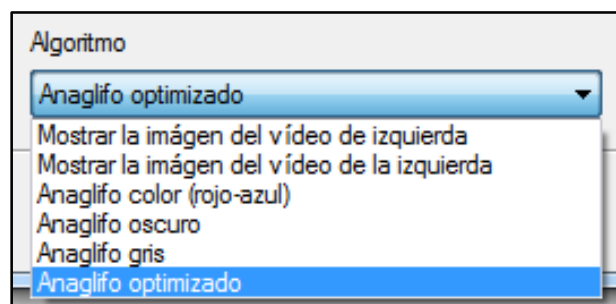 Algoritmo
Anaglifo optimizado
Mostrar la imágen del vídeo de izquierda
Mostrar la imágen del vídeo de la izquierda
Anaglifo color (rojo-azul)
Anaglifo oscuro
Anaglifo gris
Anaglifo optimizado